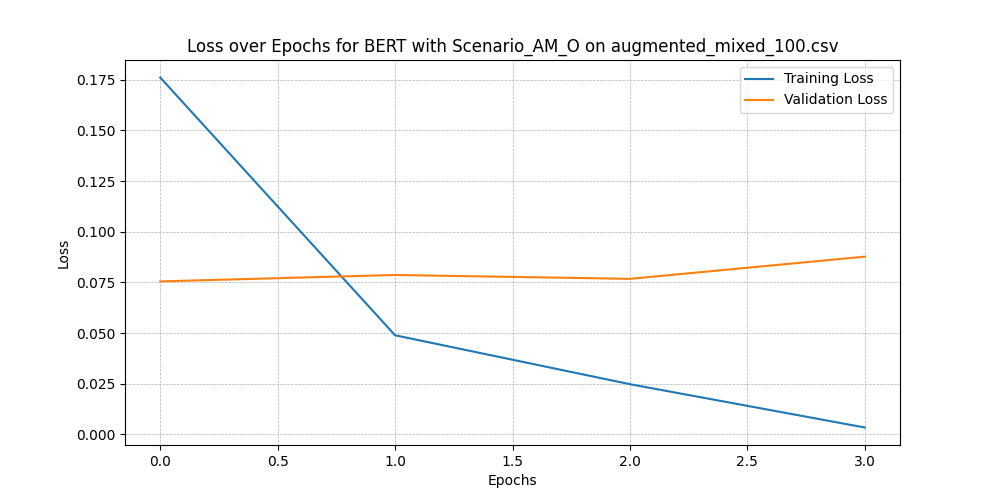 Loss over Epochs for BERT with Scenario_AM_O on augmented_mixed_100.csv
Training Loss
Validation Loss
0.175
0.150
0.125
0.100
0.075
0.050
0.025
0.000
Loss
0.0 0.5 1.0 1.5 2.0 2.5 3.0
Epochs